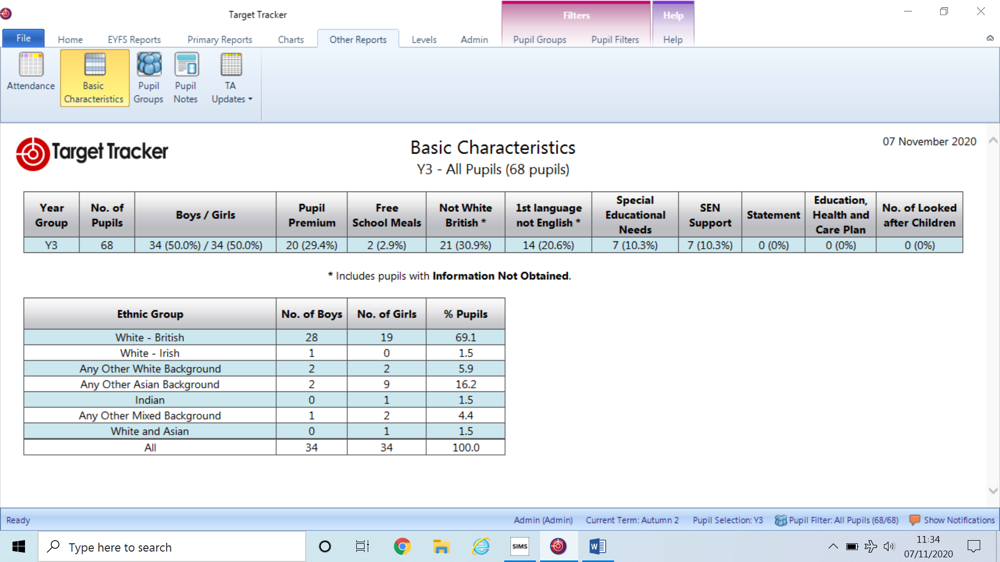 Target Tracker
Filters
Help
File
Home
EYFS Reports
Primary Reports
Charts
Other Reports
Levels
Admin
Pupil Groups
Pupil Filters
Help
Attendance
Basic
Characteristics
Pupil
Groups
Pupil
Notes
TA
Updates
Target Tracker
Basic Characteristics
07 November 2020
Y3 - All Pupils (68 pupils)
Year Group | No. of Pupils | Boys / Girls | Pupil Premium | Free School Meals | Not White British * | 1st language not English * | Special Educational Needs | SEN Support | Statement | Education, Health and Care Plan | No. of Looked after Children
Y3 | 68 | 34 (50.0%) / 34 (50.0%) | 20 (29.4%) | 2 (2.9%) | 21 (30.9%) | 14 (20.6%) | 7 (10.3%) | 7 (10.3%) | 0 (0%) | 0 (0%) | 0 (0%)
* Includes pupils with Information Not Obtained.
Ethnic Group | No. of Boys | No. of Girls | % Pupils
White - British | 28 | 19 | 69.1
White - Irish | 1 | 0 | 1.5
Any Other White Background | 2 | 2 | 5.9
Any Other Asian Background | 2 | 9 | 16.2
Indian | 0 | 1 | 1.5
Any Other Mixed Background | 1 | 2 | 4.4
White and Asian | 0 | 1 | 1.5
All | 34 | 34 | 100.0
Ready
Admin (Admin)
Current Term: Autumn 2
Pupil Selection: Y3
Pupil Filter: All Pupils (68/68)
Show Notifications
Type here to search
SIMS
W
11:34
07/11/2020